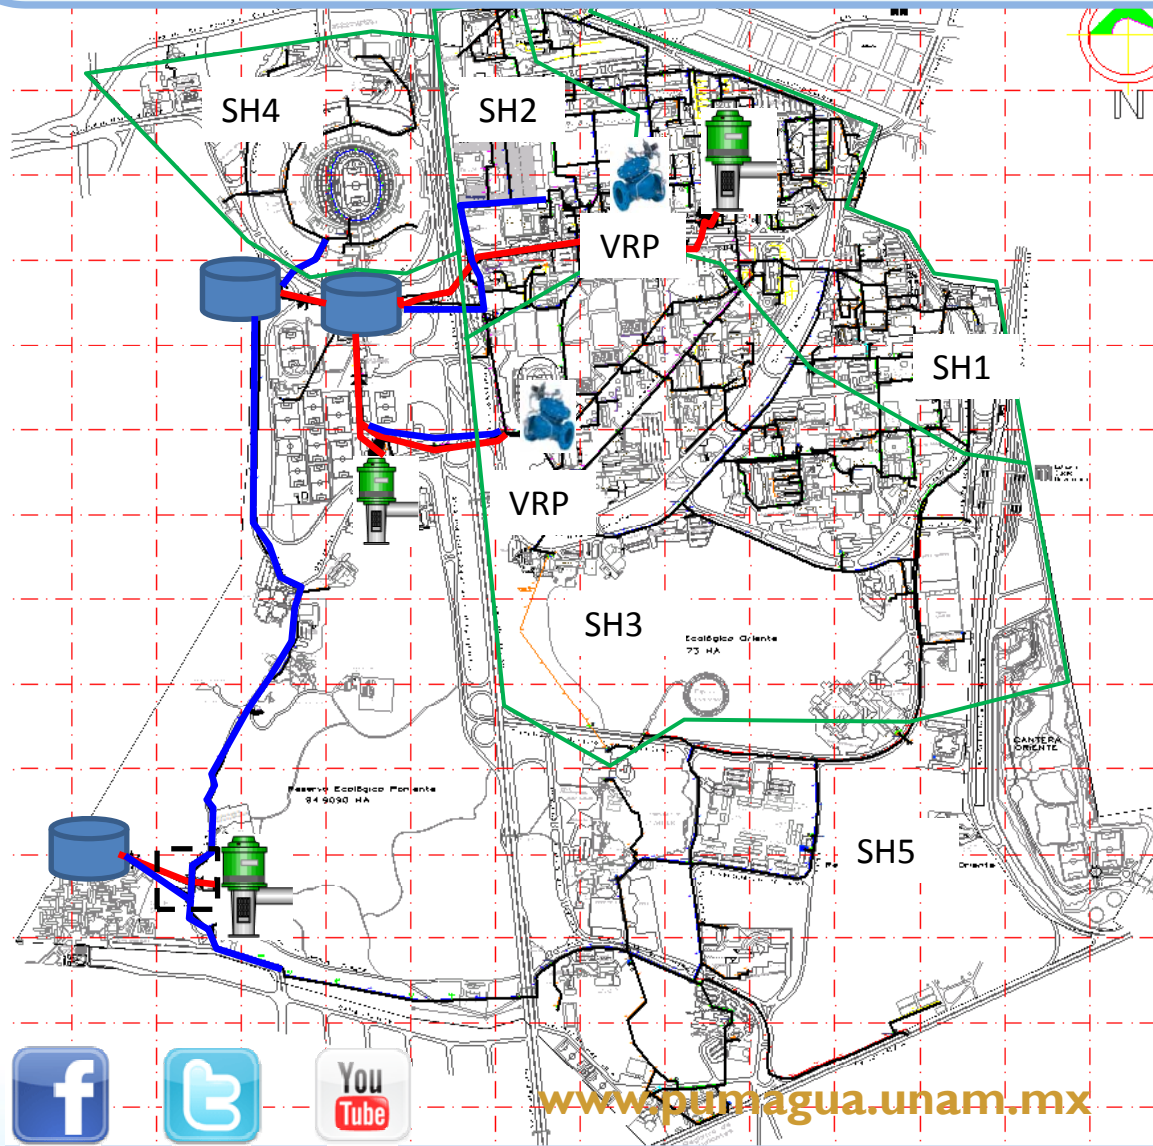 N
SH4
SH2
VRP
SH1
VRP
SH3
Ecológico Oriente
73 HA
CANTERA
ORIENTE
Reserva Ecológica Poniente
SH5
Oriente
f
t
You
Tube
www.pumagua.unam.mx